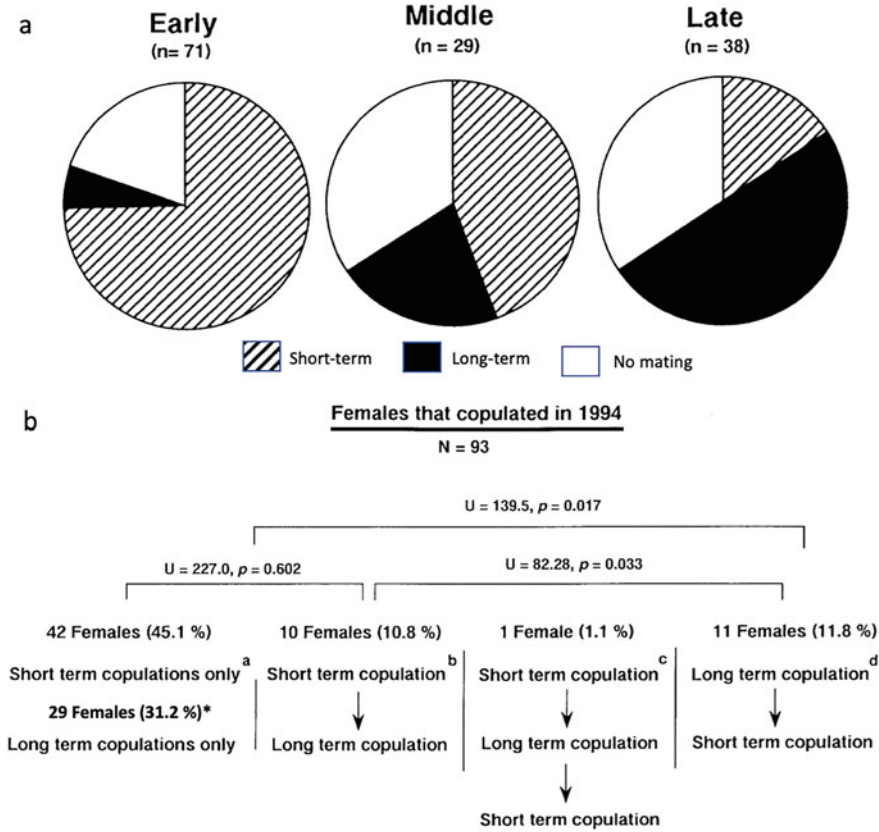 a
Early
(n= 71)
Middle
(n = 29)
Late
(n = 38)
Short-term
Long-term
No mating
b
Females that copulated in 1994
N = 93
U = 139.5, p = 0.017
U = 227.0, p = 0.602
U = 82.28, p = 0.033
42 Females (45.1 %)
Short term copulations only a
29 Females (31.2 %)*
Long term copulations only
10 Females (10.8 %)
Short term copulation b
Long term copulation
1 Female (1.1 %)
Short term copulation c
Long term copulation
Short term copulation
11 Females (11.8 %)
Long term copulation d
Short term copulation